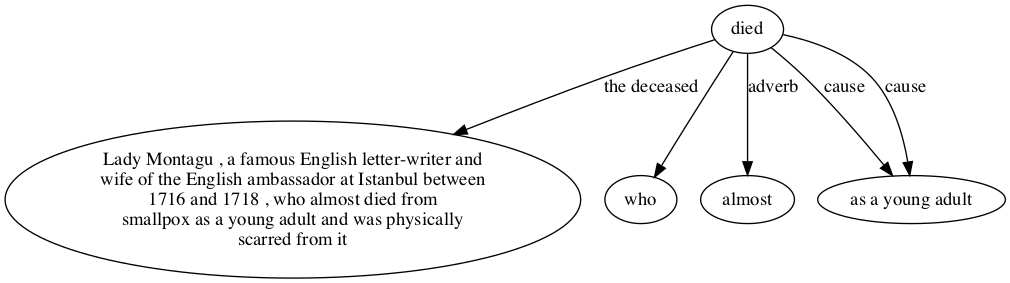 died
the deceased
adverb
cause
cause
Lady Montagu , a famous English letter-writer and
wife of the English ambassador at Istanbul between
1716 and 1718 , who almost died from
smallpox as a young adult and was physically
scarred from it
who
almost
as a young adult